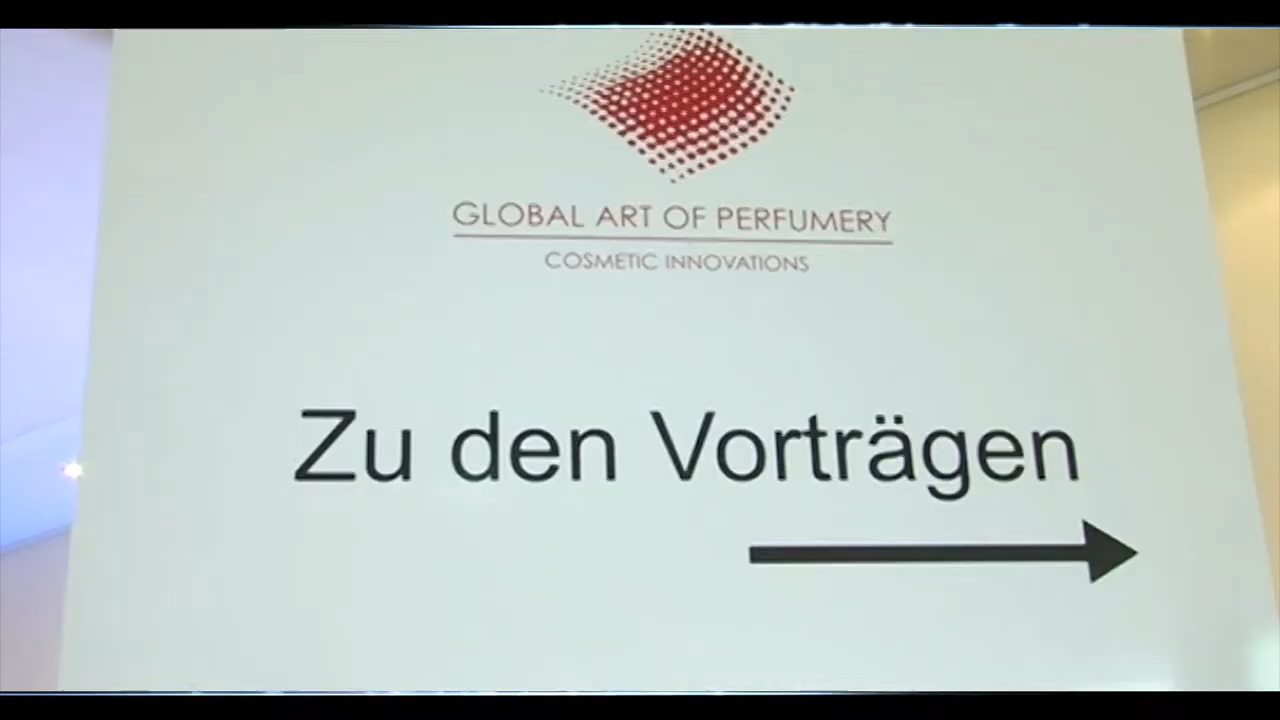 GLOBAL ART OF PERFUMERY
COSMETIC INNOVATIONS
Zu den Vorträgen